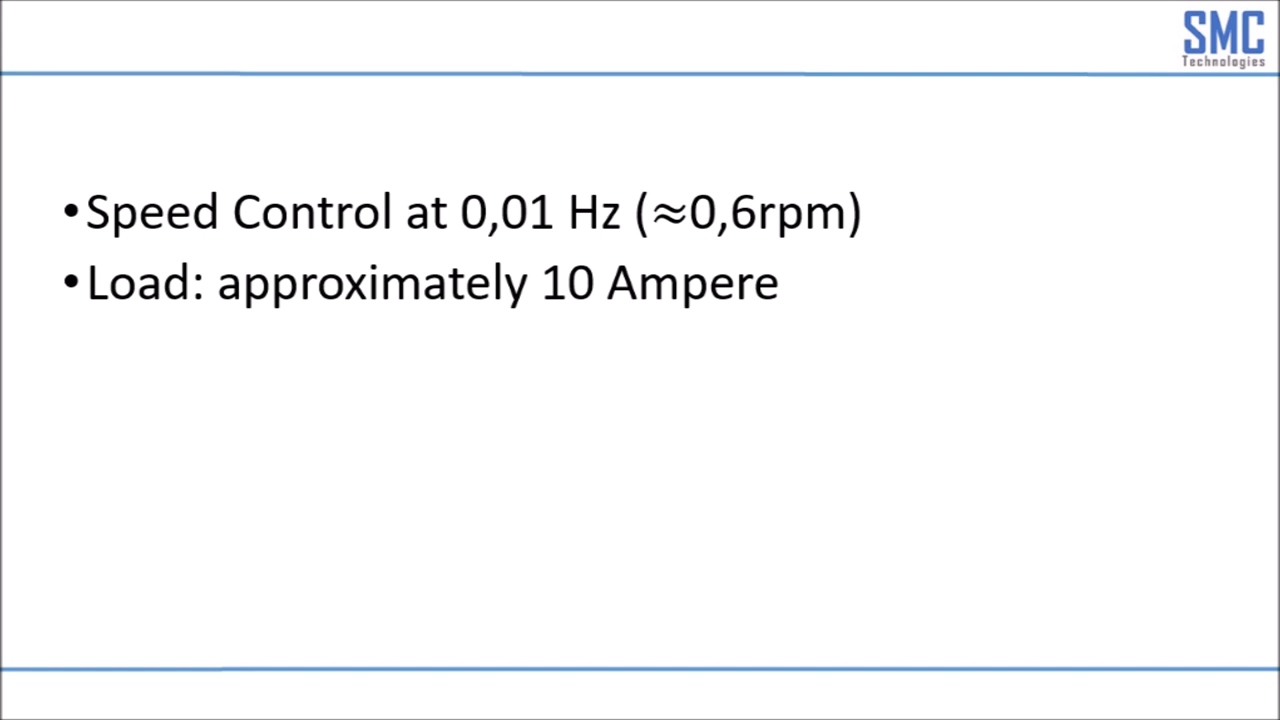 SMC
Technologies
•Speed Control at 0,01 Hz (≈0,6rpm)
•Load: approximately 10 Ampere